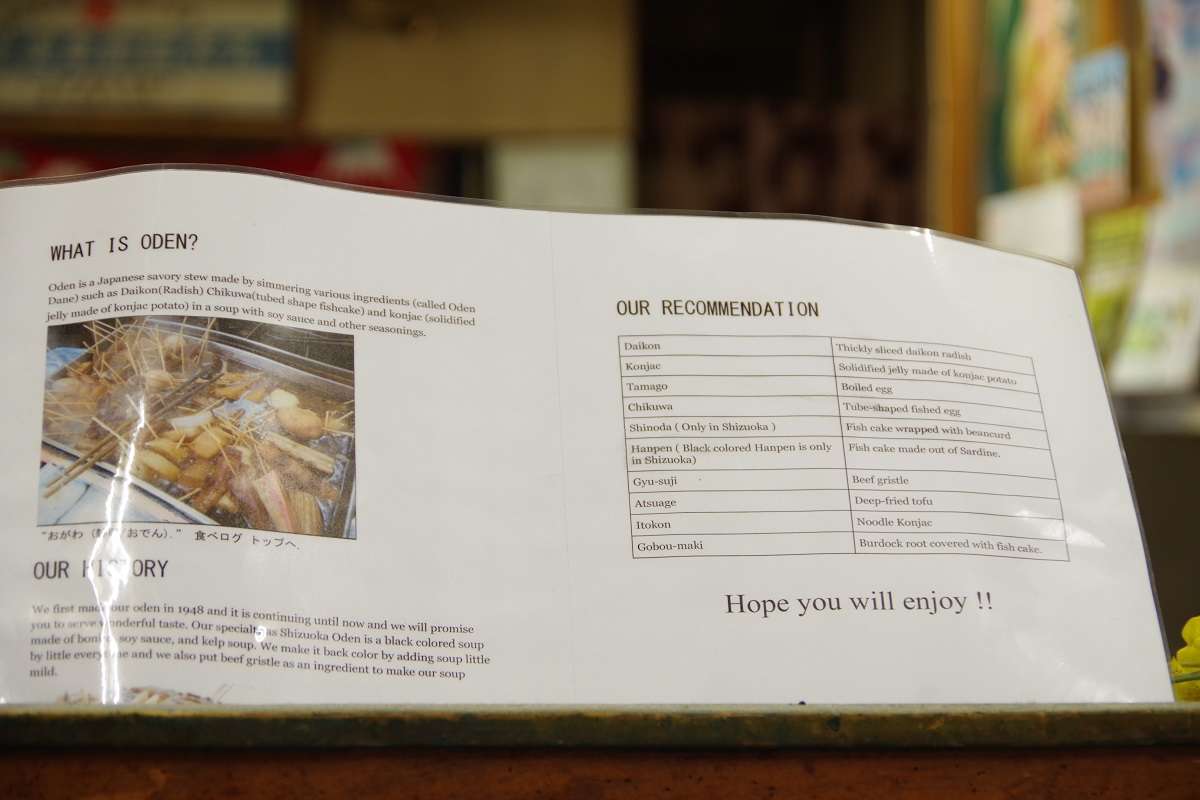 WHAT IS ODEN?
Oden is a Japanese savory stew made by simmering various ingredients (called Oden
Dane) such as Daikon(Radish) Chikuwa(tubed shape fishcake) and konjac (solidified
jelly made of konjac potato) in a soup with soy sauce and other seasonings.
"おがわ (静岡/おでん)." 食べログ トップへ.
OUR HISTORY
We first made our oden in 1948 and it is continuing until now and we will promise
you to serve wonderful taste. Our specialty as Shizuoka Oden is a black colored soup
made of bonito, soy sauce, and kelp soup. We make it back color by adding soup little
by little everytime and we also put beef gristle as an ingredient to make our soup
mild.
OUR RECOMMENDATION
Daikon Thickly sliced daikon radish
Konjac Solidified jelly made of konjac potato
Tamago Boiled egg
Chikuwa Tube-shaped fished egg
Shinoda ( Only in Shizuoka ) Fish cake wrapped with beancurd
Hanpen ( Black colored Hanpen is only
in Shizuoka) Fish cake made out of Sardine.
Gyu-suji Beef gristle
Atsuage Deep-fried tofu
Itokon Noodle Konjac
Gobou-maki Burdock root covered with fish cake.
Hope you will enjoy !!